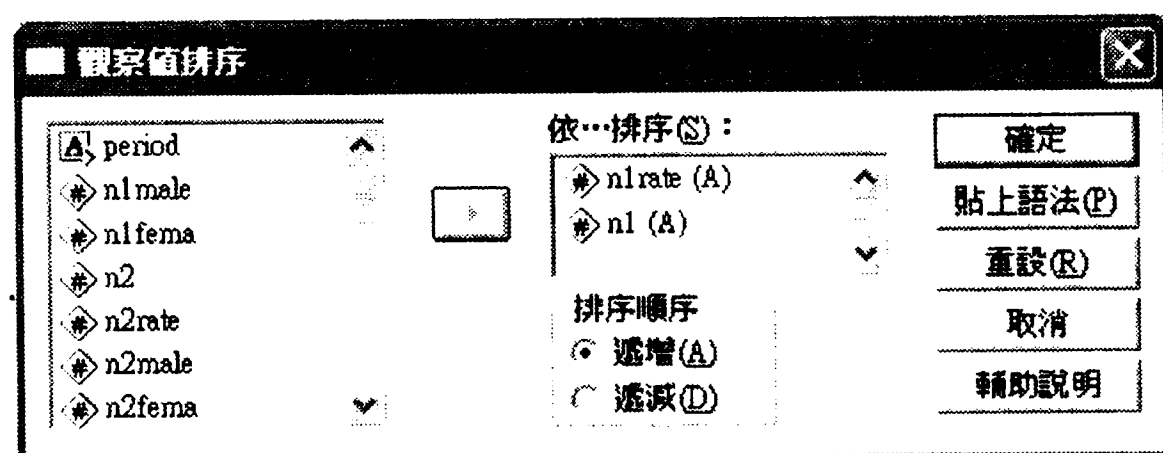 觀察值排序
period
n1male
n1fema
n2
n2rate
n2male
n2fema
依…排序(S)：
n1rate (A)
n1 (A)
排序順序
遞增(A)
遞減(D)
確定
貼上語法(P)
重設(R)
取消
輔助說明